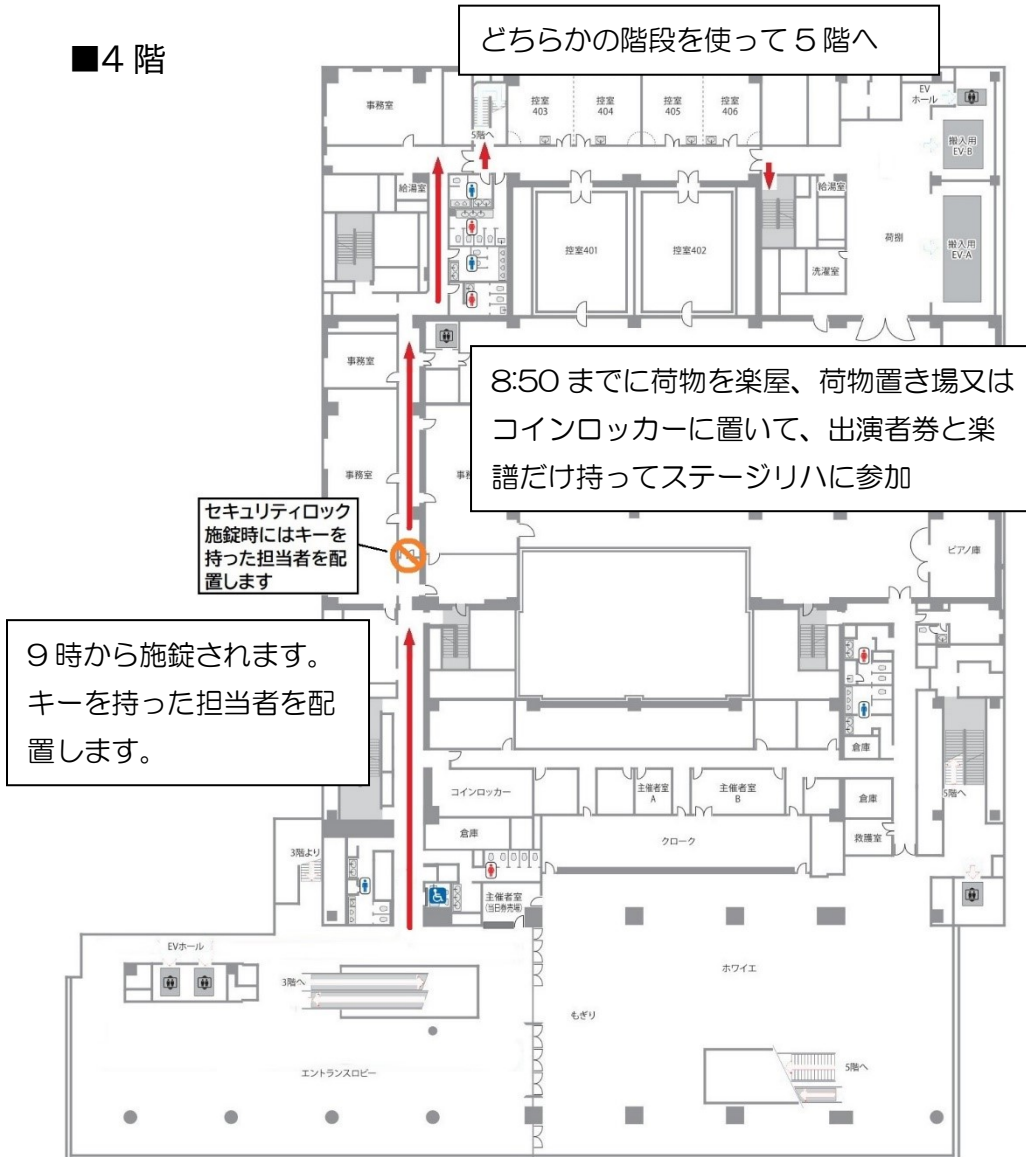 ■4 階
どちらかの階段を使って 5 階へ
事務室
5階へ
控室
403
控室
404
控室
405
控室
406
EV
ホール
搬入用
EV-B
給湯室
控室401
控室402
給湯室
荷捌
搬入用
EV-A
洗濯室
事務室
8:50 までに荷物を楽屋、荷物置き場又は
コインロッカーに置いて、出演者券と楽
譜だけ持ってステージリハに参加
事務室
事務
セキュリティロック
施錠時にはキーを
持った担当者を配
置します
ピアノ庫
9 時から施錠されます。
キーを持った担当者を配
置します。
倉庫
コインロッカー
主催者室
A
主催者室
B
倉庫
5階へ
倉庫
クローク
救護室
3階より
主催者室
(当日券売場)
EVホール
3階へ
ホワイエ
もぎり
エントランスロビー
5階へ